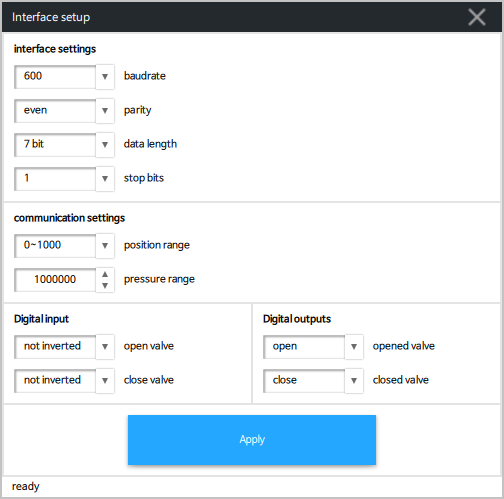 Interface setup
interface settings
600 baudrate
even parity
7 bit data length
1 stop bits
communication settings
0~1000 position range
1000000 pressure range
Digital input
not inverted open valve
not inverted close valve
Digital outputs
open opened valve
close closed valve
Apply
ready